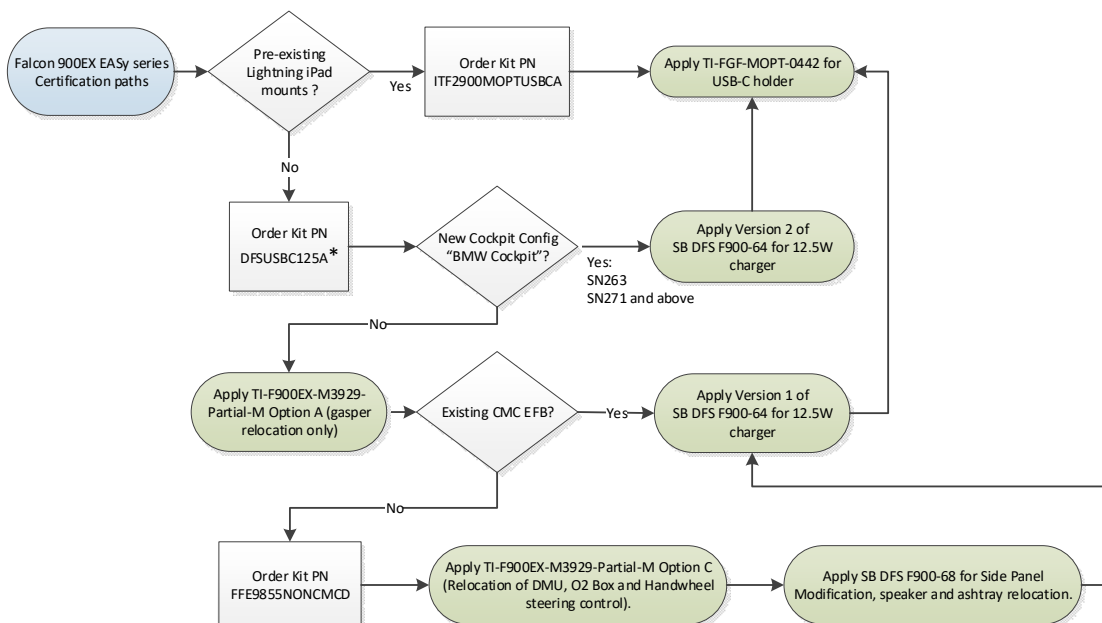 Falcon 900EX EASy series
Certification paths
Pre-existing
Lightning iPad
mounts ?
Yes
Order Kit PN
ITF2900MOPTUSBCA
Apply TI-FGF-MOPT-0442 for
USB-C holder
No
Order Kit PN
DFSUSBC125A*
New Cockpit Config
“BMW Cockpit”?
Yes:
SN263
SN271 and above
Apply Version 2 of
SB DFS F900-64 for 12.5W
charger
No
Apply TI-F900EX-M3929-
Partial-M Option A (gasper
relocation only)
Existing CMC EFB?
Yes
Apply Version 1 of
SB DFS F900-64 for 12.5W
charger
No
Order Kit PN
FFE9855NONCMCD
Apply TI-F900EX-M3929-Partial-M Option C
(Relocation of DMU, O2 Box and Handwheel
steering control).
Apply SB DFS F900-68 for Side Panel
Modification, speaker and ashtray relocation.